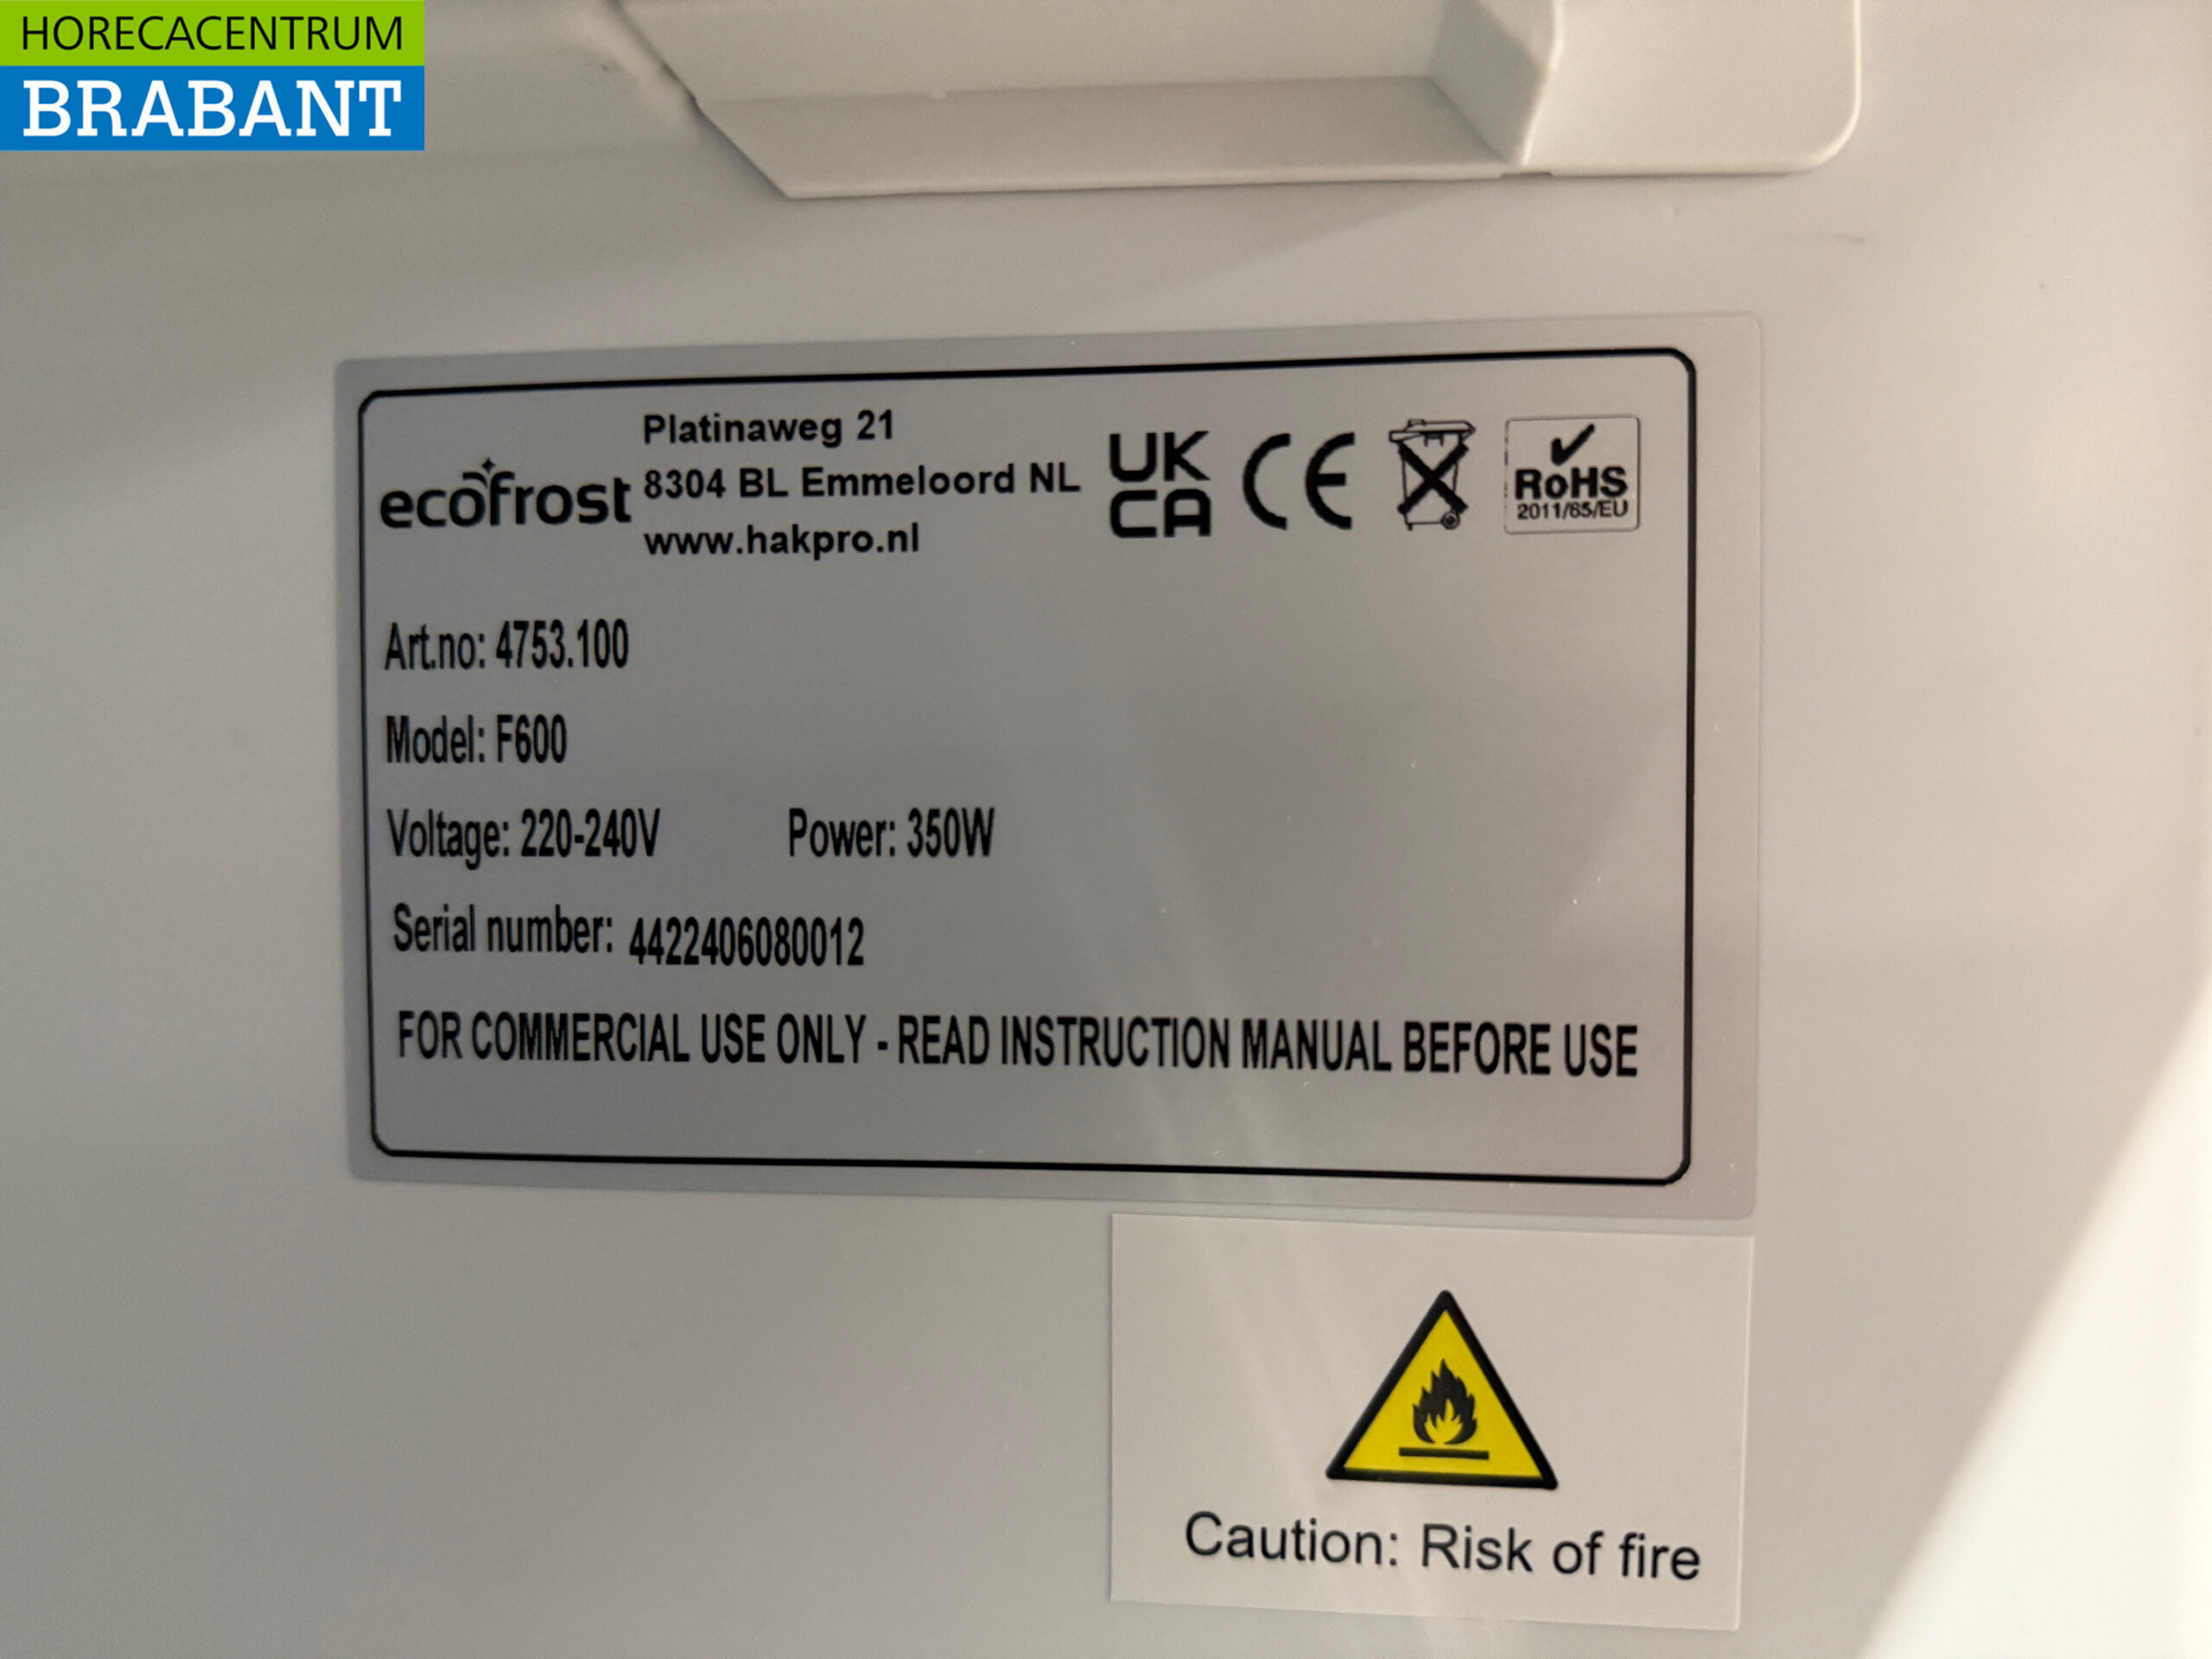 HORECACENTRUM
BRABANT
ecofrost
Platinaweg 21
8304 BL Emmeloord NL
www.hakpro.nl
UK
CA
CE
RoHS
2011/65/EU
Art.no: 4753.100
Model: F600
Voltage: 220-240V Power: 350W
Serial number: 4422406080012
FOR COMMERCIAL USE ONLY - READ INSTRUCTION MANUAL BEFORE USE
Caution: Risk of fire